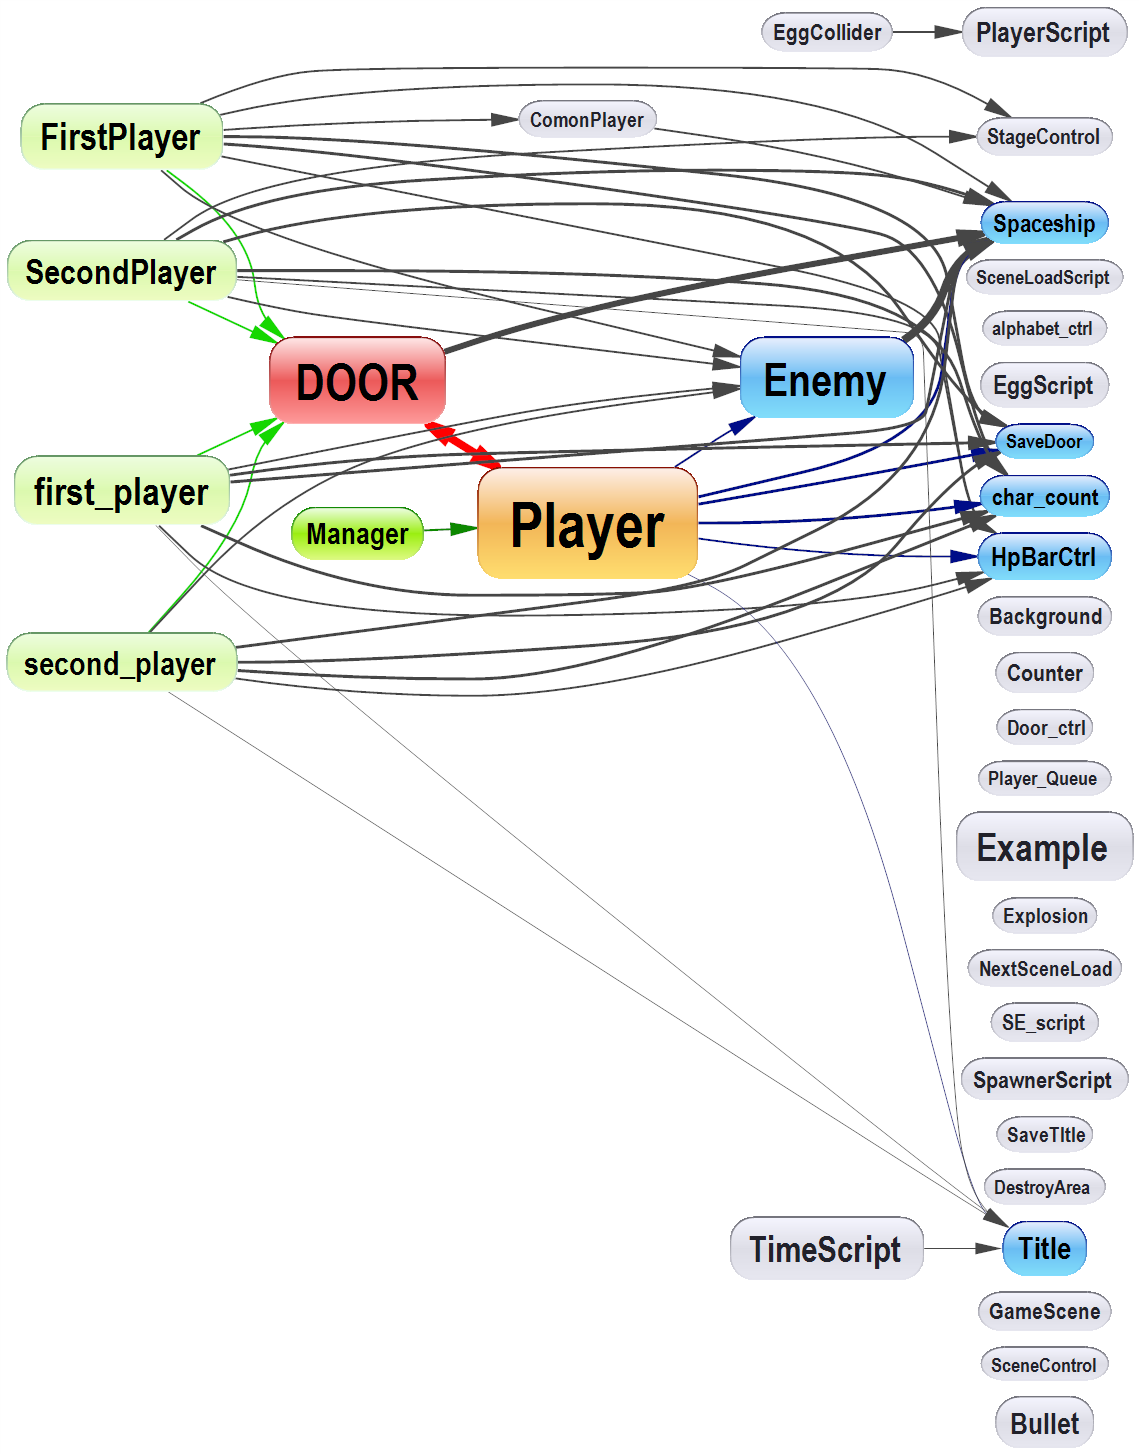 EggCollider
PlayerScript
FirstPlayer
ComonPlayer
StageControl
Spaceship
SecondPlayer
SceneLoadScript
alphabet_ctrl
DOOR
Enemy
EggScript
SaveDoor
first_player
char_count
Manager
Player
HpBarCtrl
Background
second_player
Counter
Door_ctrl
Player_Queue
Example
Explosion
NextSceneLoad
SE_script
SpawnerScript
SaveTItle
DestroyArea
TimeScript
Title
GameScene
SceneControl
Bullet